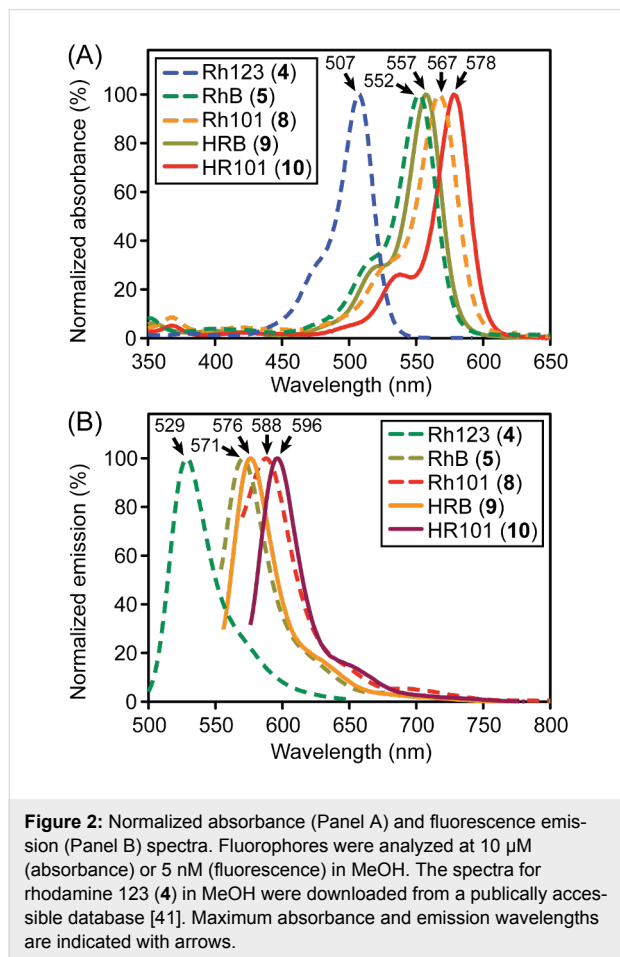 (A)
507
557 567 578
552
Rh123 (4)
RhB (5)
Rh101 (8)
HRB (9)
HR101 (10)
Normalized absorbance (%)
100
80
60
40
20
0
350 400 450 500 550 600 650
Wavelength (nm)
(B)
529 576 588 596
571
Rh123 (4)
RhB (5)
Rh101 (8)
HRB (9)
HR101 (10)
Normalized emission (%)
100
80
60
40
20
0
500 550 600 650 700 750 800
Wavelength (nm)
Figure 2: Normalized absorbance (Panel A) and fluorescence emis-
sion (Panel B) spectra. Fluorophores were analyzed at 10 μM
(absorbance) or 5 nM (fluorescence) in MeOH. The spectra for
rhodamine 123 (4) in MeOH were downloaded from a publically acces-
sible database [41]. Maximum absorbance and emission wavelengths
are indicated with arrows.